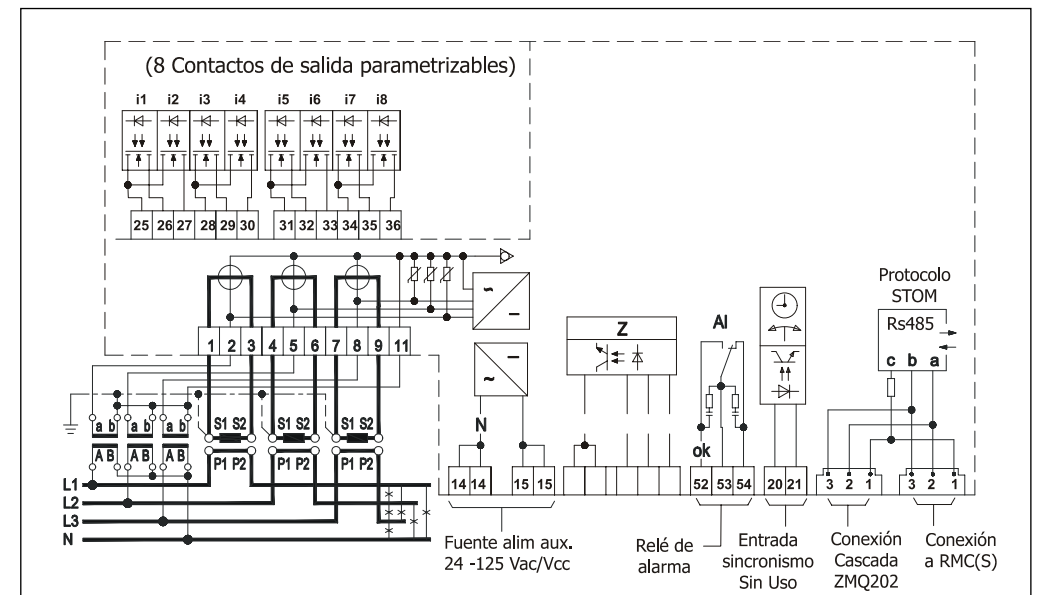 (8 Contactos de salida parametrizables)
i1 i2 i3 i4 i5 i6 i7 i8
25 26 27 28 29 30 31 32 33 34 35 36
Protocolo
STOM
Rs485
c b a
Z
Al
1 2 3 4 5 6 7 8 9 11
N
ok
a b a b a b
S1 S2 S1 S2 S1 S2
A B A B A B
P1 P2 P1 P2 P1 P2
L1
L2
L3
N
14 14 15 15
52 53 54
20 21
3 2 1
3 2 1
Fuente alim aux.
24 -125 Vac/Vcc
Relé de
alarma
Entrada
sincronismo
Sin Uso
Conexión
Cascada
ZMQ202
Conexión
a RMC(S)